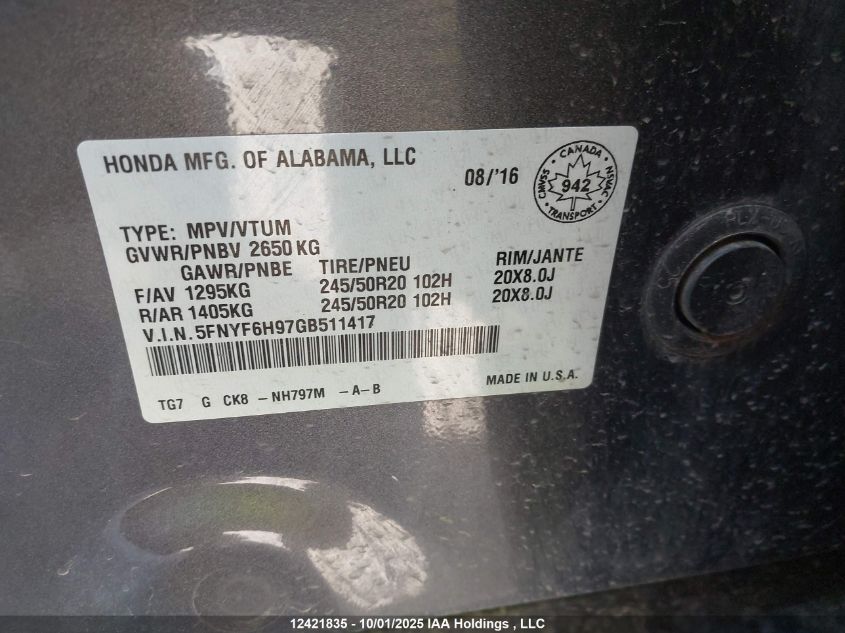 HONDA MFG. OF ALABAMA, LLC
08/'16
CANADA
CMVSS
942
NSVAC
TRANSPORT
TYPE: MPV/VTUM
GVWR/PNBV 2650 KG
GAWR/PNBE TIRE/PNEU RIM/JANTE
F/AV 1295KG 245/50R20 102H 20X8.0J
R/AR 1405KG 245/50R20 102H 20X8.0J
V.I.N. 5FNYF6H97GB511417
MADE IN U.S.A.
TG7 G CK8 - NH797M - A - B
12421835 - 10/01/2025 IAA Holdings , LLC